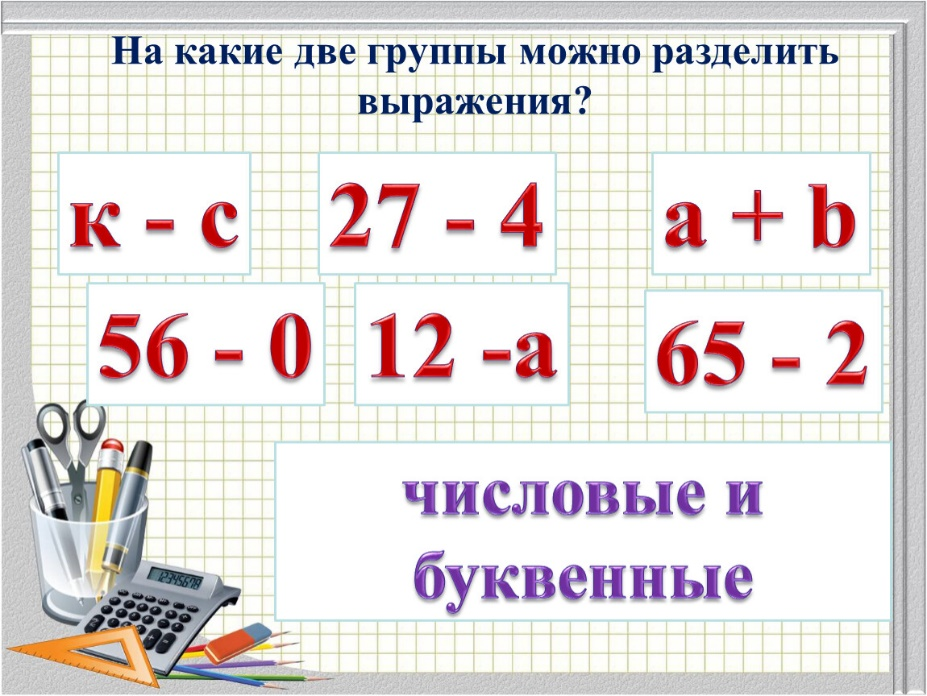 На какие две группы можно разделить
выражения?
к - с 27 - 4 a + b
56 - 0 12 -а 65 - 2
числовые и
буквенные